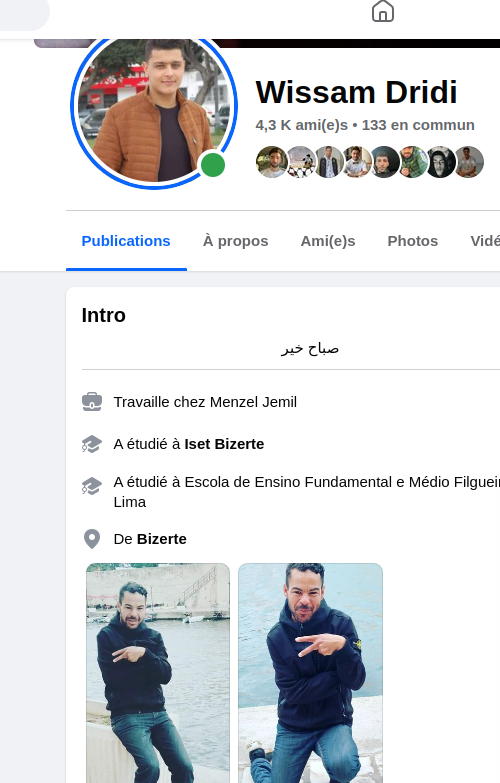 Wissam Dridi
4,3 K ami(e)s • 133 en commun
Publications À propos Ami(e)s Photos Vidé
Intro
صباح خير
Travaille chez Menzel Jemil
A étudié à Iset Bizerte
A étudié à Escola de Ensino Fundamental e Médio Filgueir
Lima
De Bizerte